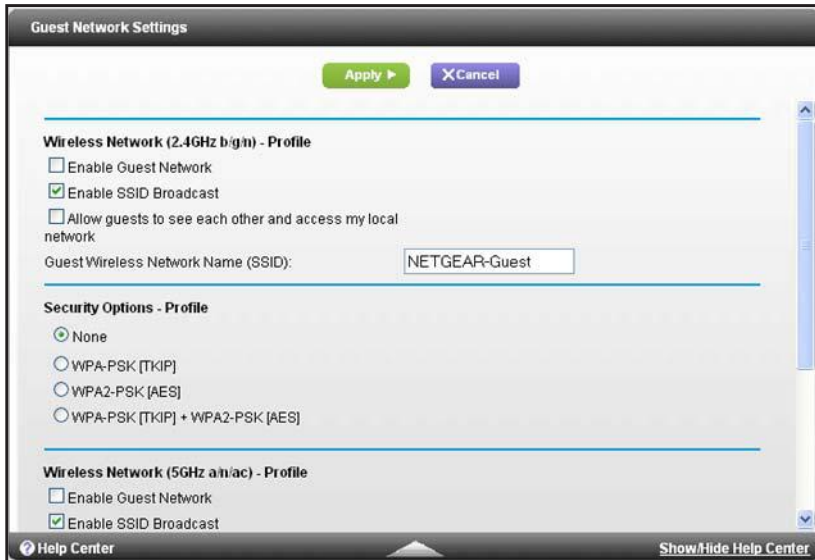 Guest Network Settings
Apply
Cancel
Wireless Network (2.4GHz b/g/n) - Profile
Enable Guest Network
Enable SSID Broadcast
Allow guests to see each other and access my local
network
Guest Wireless Network Name (SSID): NETGEAR-Guest
Security Options - Profile
None
WPA-PSK [TKIP]
WPA2-PSK [AES]
WPA-PSK [TKIP] + WPA2-PSK [AES]
Wireless Network (5GHz a/n/ac) - Profile
Enable Guest Network
Enable SSID Broadcast
Help Center Show/Hide Help Center